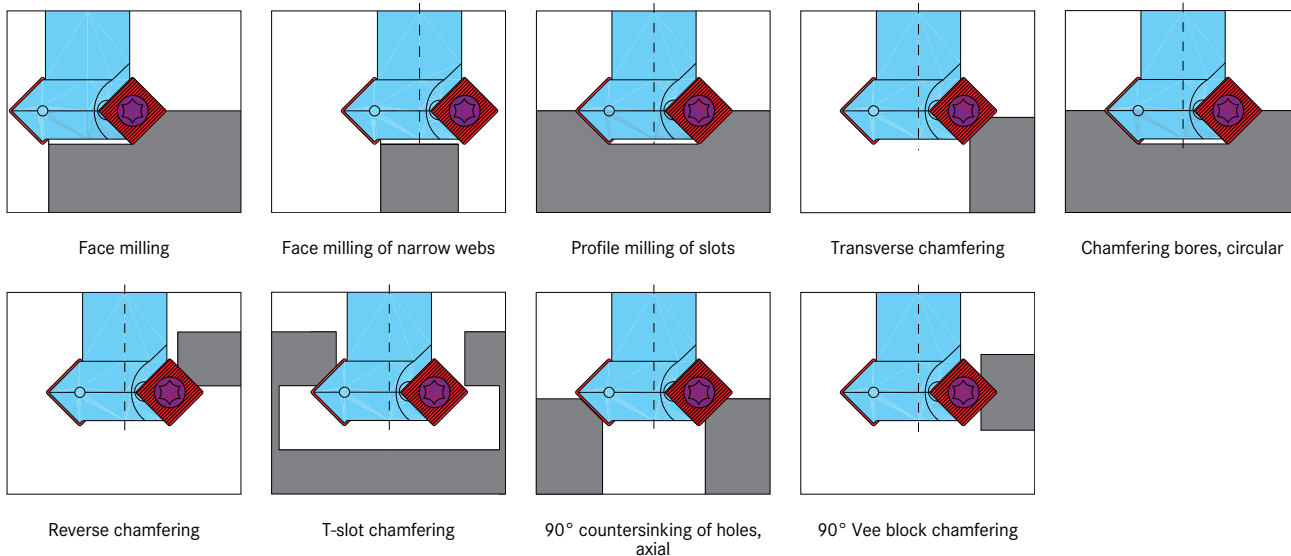 Face milling
Face milling of narrow webs
Profile milling of slots
Transverse chamfering
Chamfering bores, circular
Reverse chamfering
T-slot chamfering
90° countersinking of holes,
axial
90° Vee block chamfering